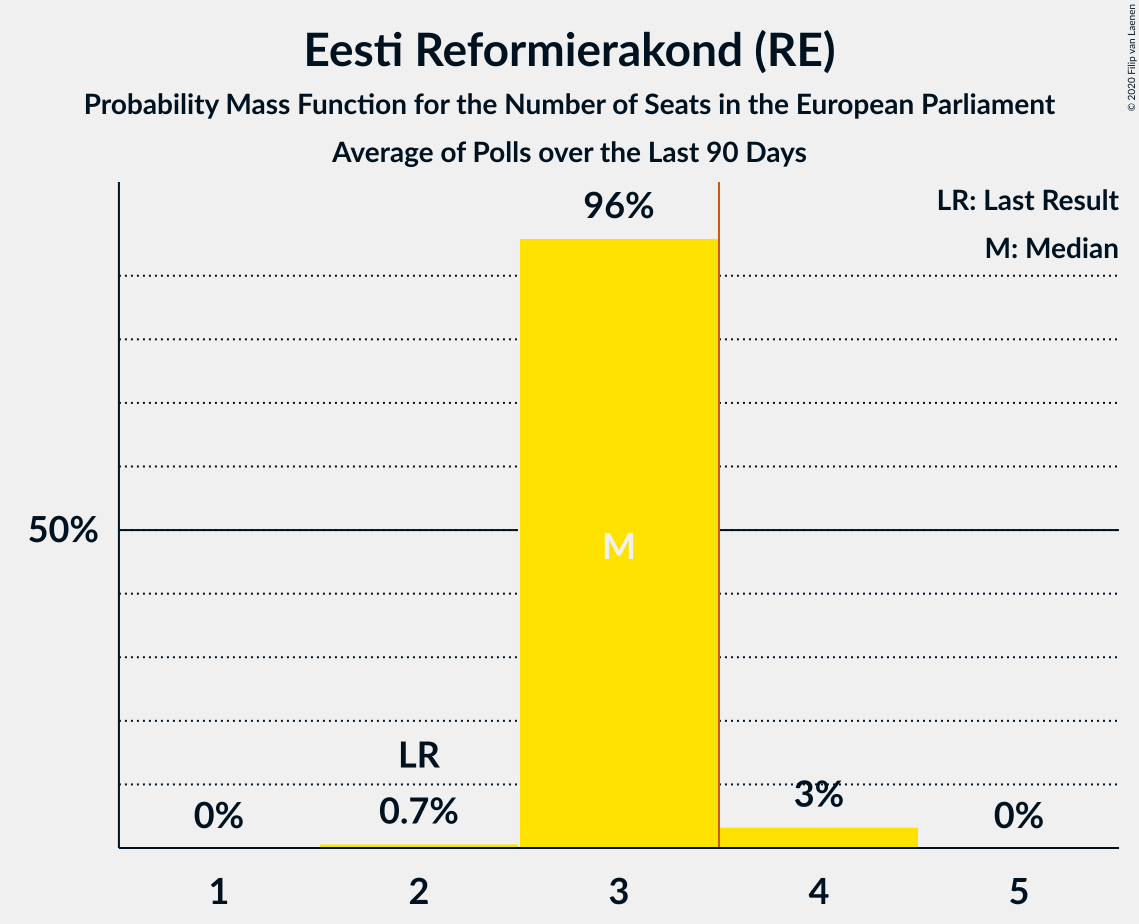 Eesti Reformierakond (RE)
Probability Mass Function for the Number of Seats in the European Parliament
Average of Polls over the Last 90 Days
© 2020 Filip van Laenen
LR: Last Result
M: Median
96%
50%
M
LR
0%
0.7%
3%
0%
1
2
3
4
5